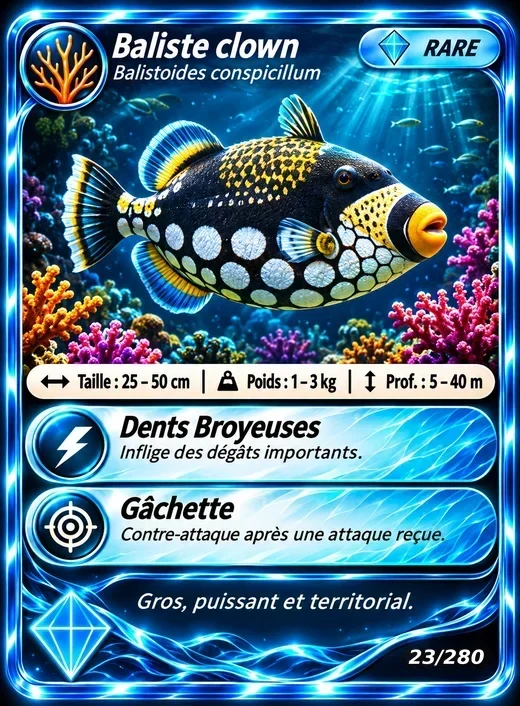 Baliste clown
Balistoides conspicillum
RARE
Taille : 25 – 50 cm | Poids : 1 – 3 kg | Prof. : 5 – 40 m
Dents Broyeuses
Inflige des dégâts importants.
Gâchette
Contre-attaque après une attaque reçue.
Gros, puissant et territorial.
23/280